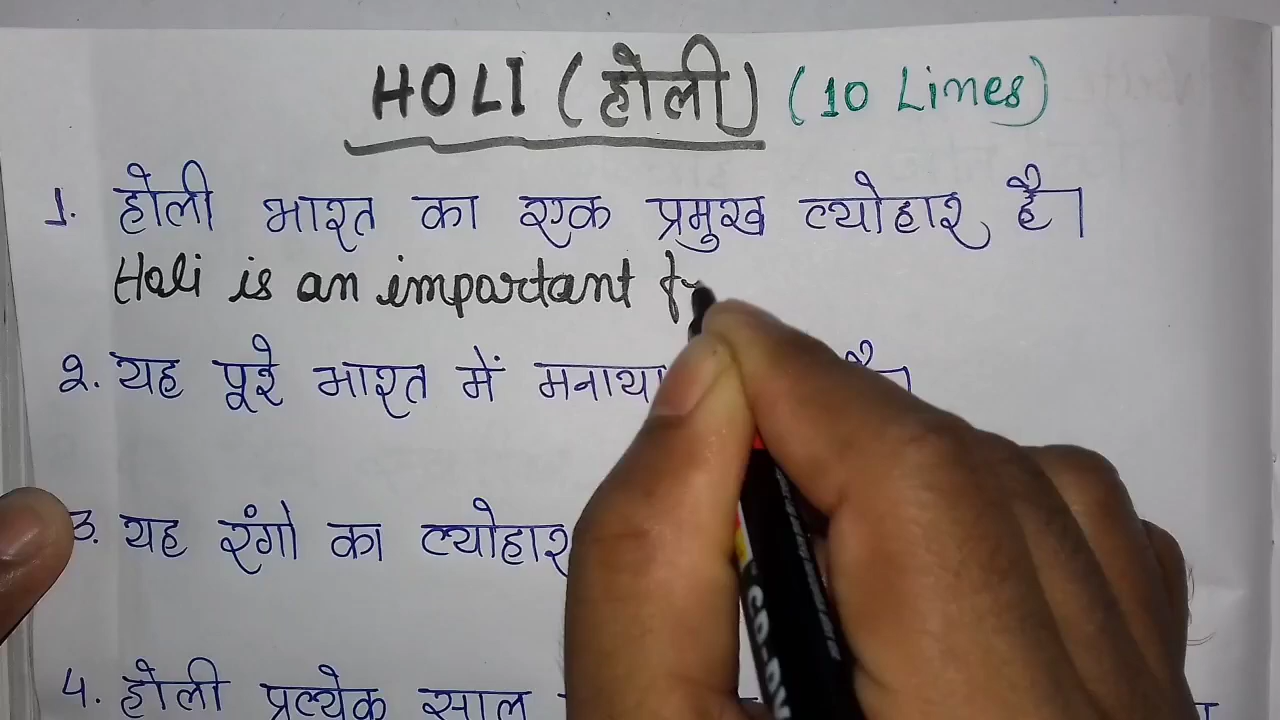 HOLI (होली) (10 Lines)
1. होली भारत का एक प्रमुख त्योहार है।
Holi is an important
2. यह पूरे भारत में मनाया है।
3. यह रंगो का त्योहार
4. होली प्रत्येक साल